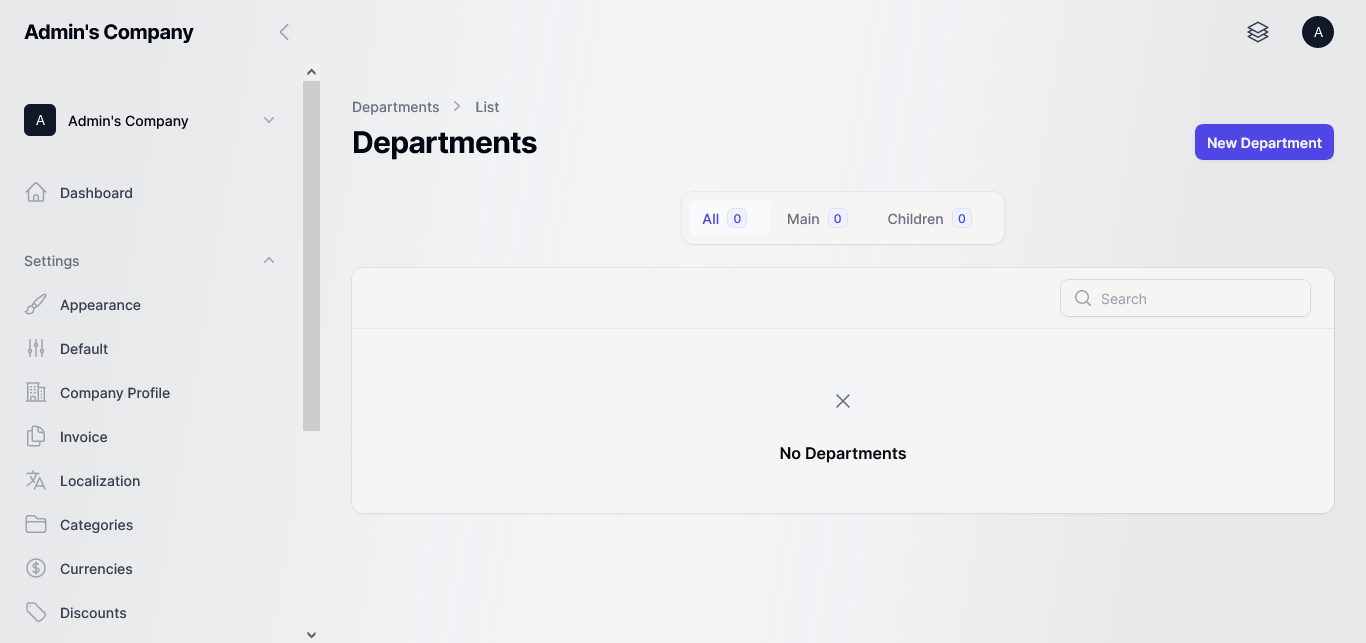 Admin's Company
A
A
Admin's Company
Dashboard
Settings
Appearance
Default
Company Profile
Invoice
Localization
Categories
Currencies
Discounts
Departments
List
Departments
New Department
All 0
Main 0
Children 0
Search
No Departments